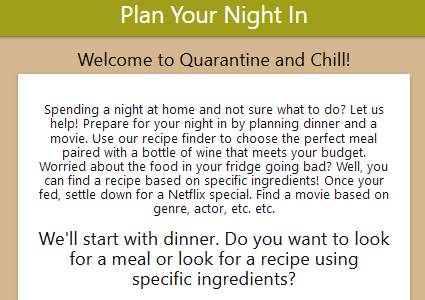 Plan Your Night In
Welcome to Quarantine and Chill!
Spending a night at home and not sure what to do? Let us
help! Prepare for your night in by planning dinner and a
movie. Use our recipe finder to choose the perfect meal
paired with a bottle of wine that meets your budget.
Worried about the food in your fridge going bad? Well, you
can find a recipe based on specific ingredients! Once your
fed, settle down for a Netflix special. Find a movie based on
genre, actor, etc. etc.
We'll start with dinner. Do you want to look
for a meal or look for a recipe using
specific ingredients?